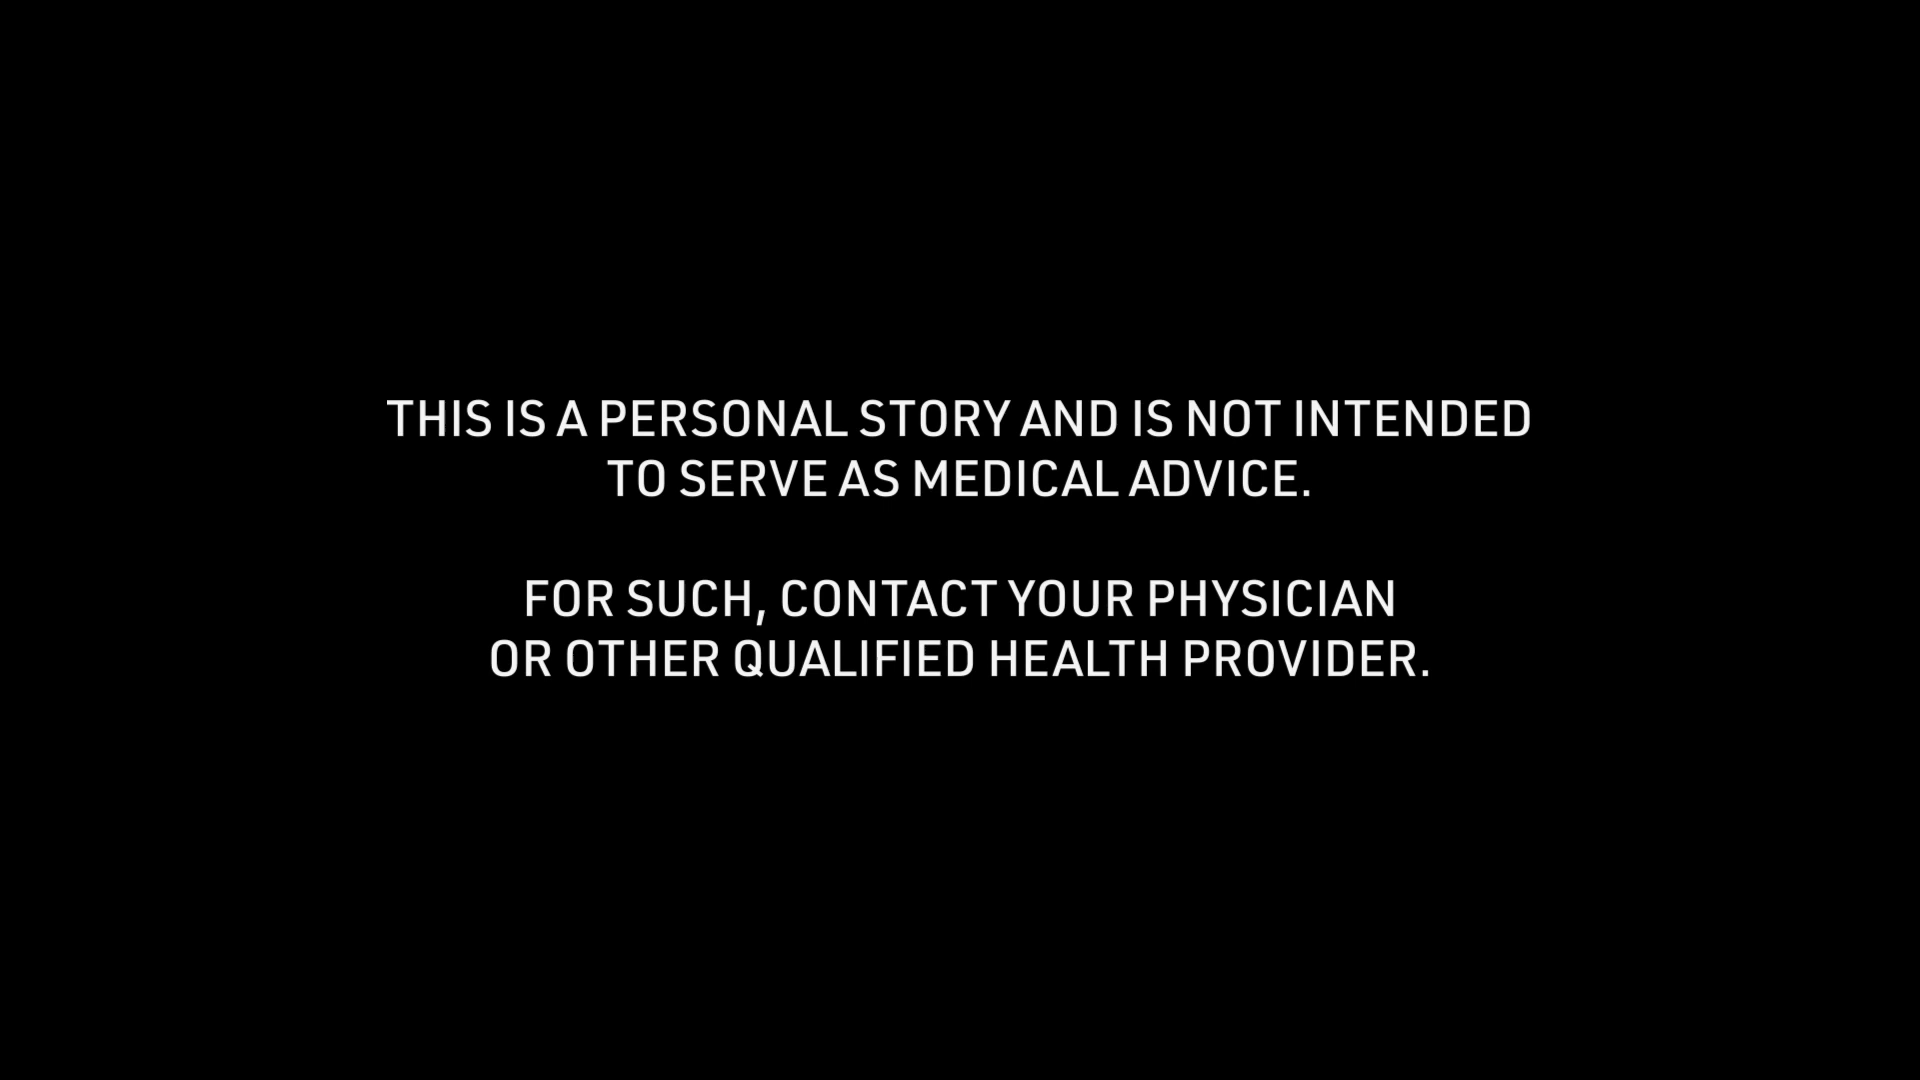 THIS IS A PERSONAL STORY AND IS NOT INTENDED
TO SERVE AS MEDICAL ADVICE.
FOR SUCH, CONTACT YOUR PHYSICIAN
OR OTHER QUALIFIED HEALTH PROVIDER.